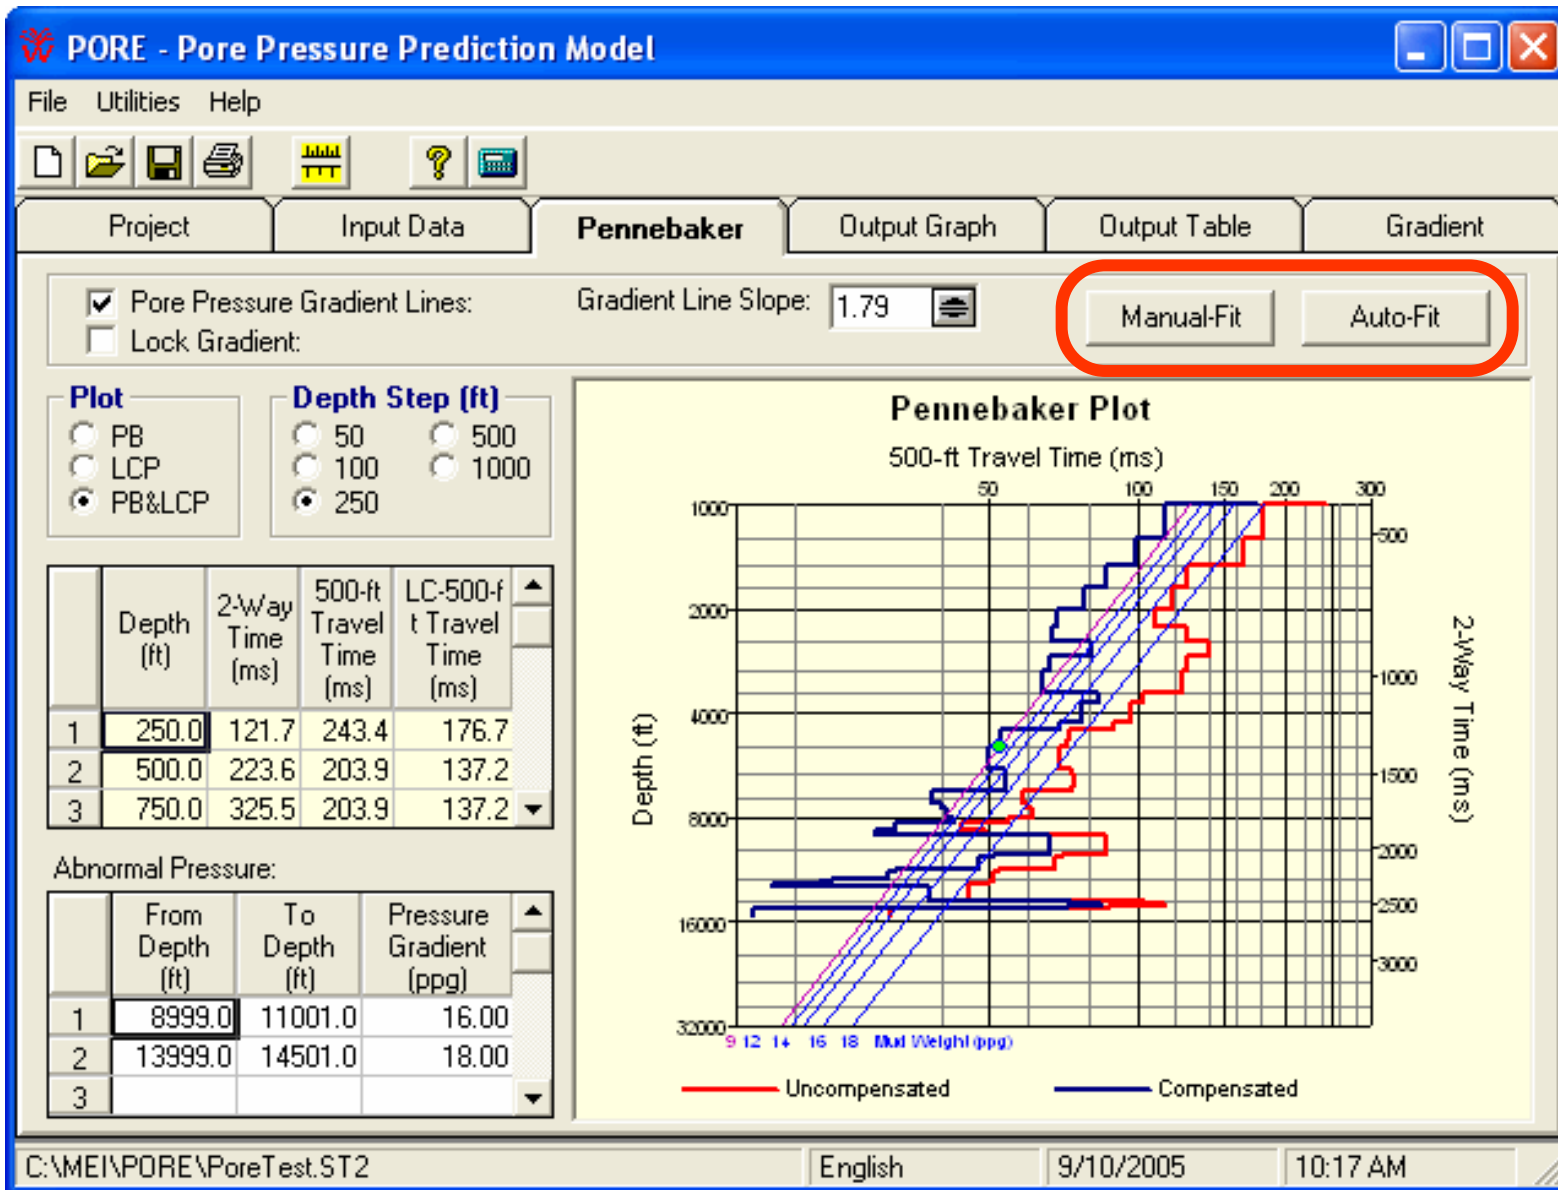 PORE - Pore Pressure Prediction Model
File Utilities Help
Project Input Data Pennebaker Output Graph Output Table Gradient
Pore Pressure Gradient Lines: Gradient Line Slope: 1.79 Manual-Fit Auto-Fit
Lock Gradient:
Plot Depth Step (ft)
PB 50 500
LCP 100 1000
PB&LCP 250
Depth (ft) 2-Way Time (ms) 500-ft Travel Time (ms) LC-500-f t Travel Time (ms)
1 250.0 121.7 243.4 176.7
2 500.0 223.6 203.9 137.2
3 750.0 325.5 203.9 137.2
Abnormal Pressure:
From Depth (ft) To Depth (ft) Pressure Gradient (ppg)
1 8999.0 11001.0 16.00
2 13999.0 14501.0 18.00
3
Pennebaker Plot
500-ft Travel Time (ms)
50 100 150 200 300
Depth (ft)
1000
2000
4000
8000
16000
32000
2-Way Time (ms)
500
1000
1500
2000
2500
3000
9 12 14 16 18 Mud Weight (ppg)
Uncompensated Compensated
C:\MEI\PORE\PoreTest.ST2 English 9/10/2005 10:17 AM